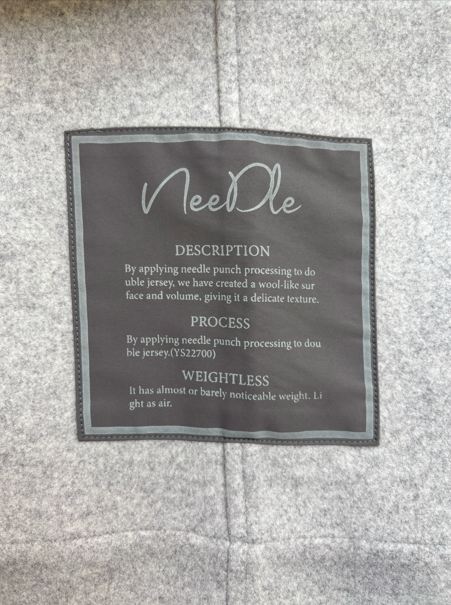 NeeDle
DESCRIPTION
By applying needle punch processing to do
uble jersey, we have created a wool-like sur
face and volume, giving it a delicate texture.
PROCESS
By applying needle punch processing to dou
ble jersey.(YS22700)
WEIGHTLESS
It has almost or barely noticeable weight. Li
ght as air.